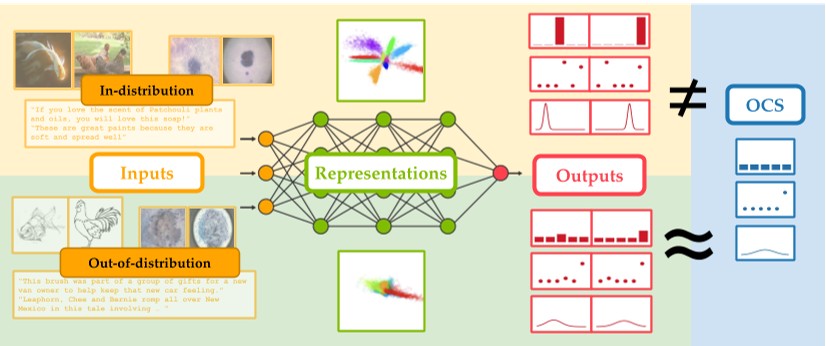 In-distribution
"If you love the scent of Patchouli plants
and oils, you will love this soap!"
"These are great paints because they are
soft and spread well"
Inputs
Representations
Outputs
≠
OCS
Out-of-distribution
≈
"This brush was part of a group of gifts for a new
van owner to help keep that new car feeling."
"Leaphorn, Chee and Bernie romp all over New
Mexico in this tale involving … "